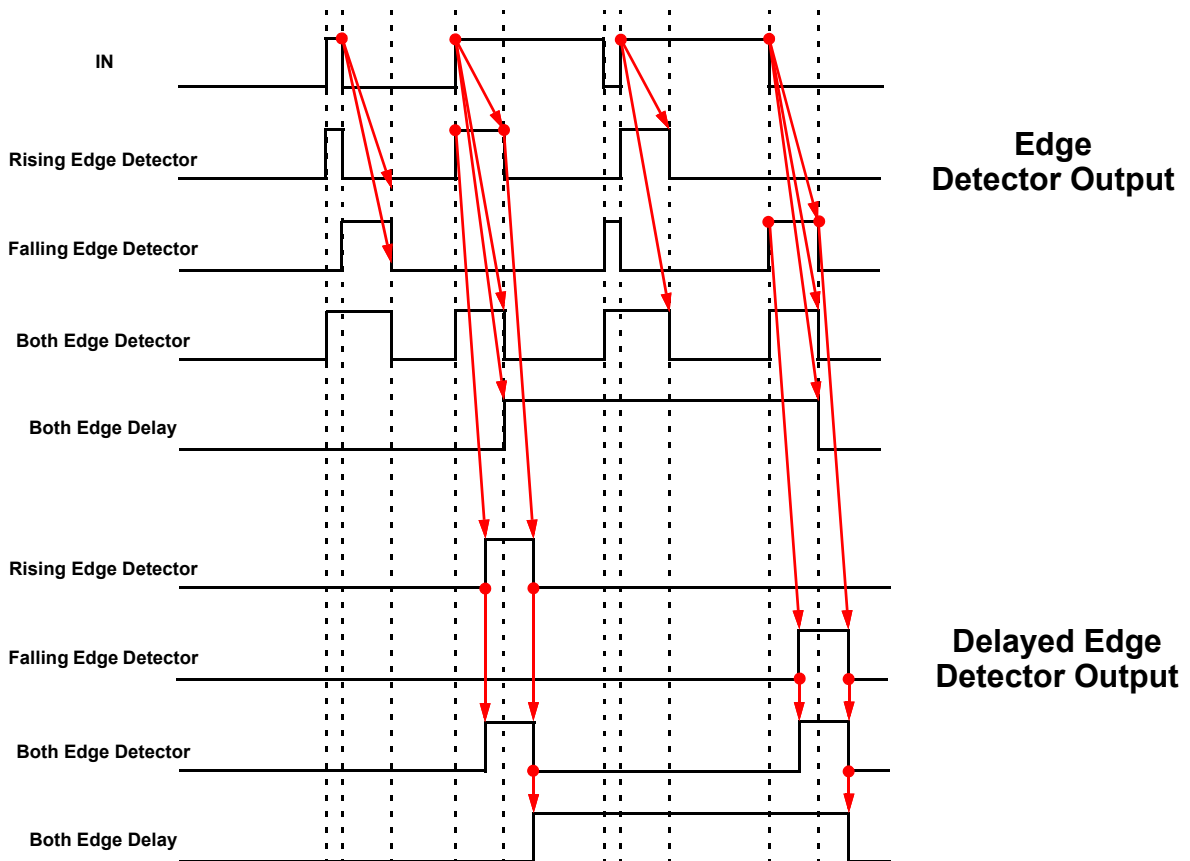 IN
Rising Edge Detector
Edge
Detector Output
Falling Edge Detector
Both Edge Detector
Both Edge Delay
Rising Edge Detector
Falling Edge Detector
Delayed Edge
Detector Output
Both Edge Detector
Both Edge Delay